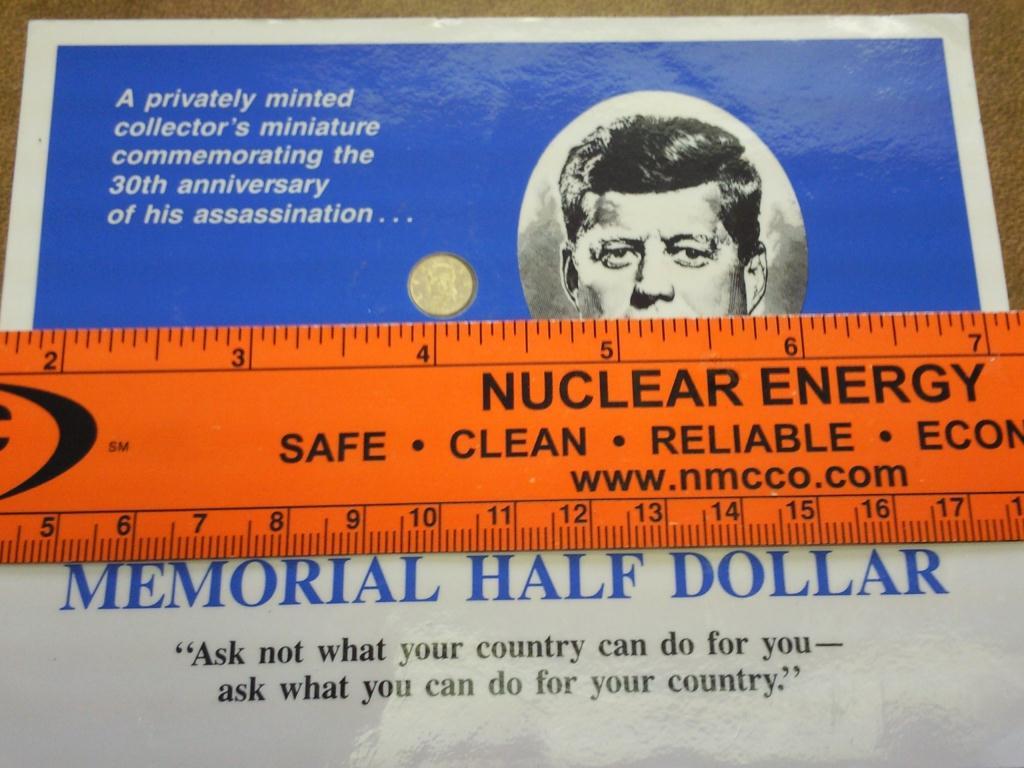 A privately minted
collector's miniature
commemorating the
30th anniversary
of his assassination...
2 3 4 5 6 7
NUCLEAR ENERGY
SM
SAFE • CLEAN • RELIABLE • ECON
www.nmcco.com
5 6 7 8 9 10 11 12 13 14 15 16 17
MEMORIAL HALF DOLLAR
“Ask not what your country can do for you—
ask what you can do for your country.”